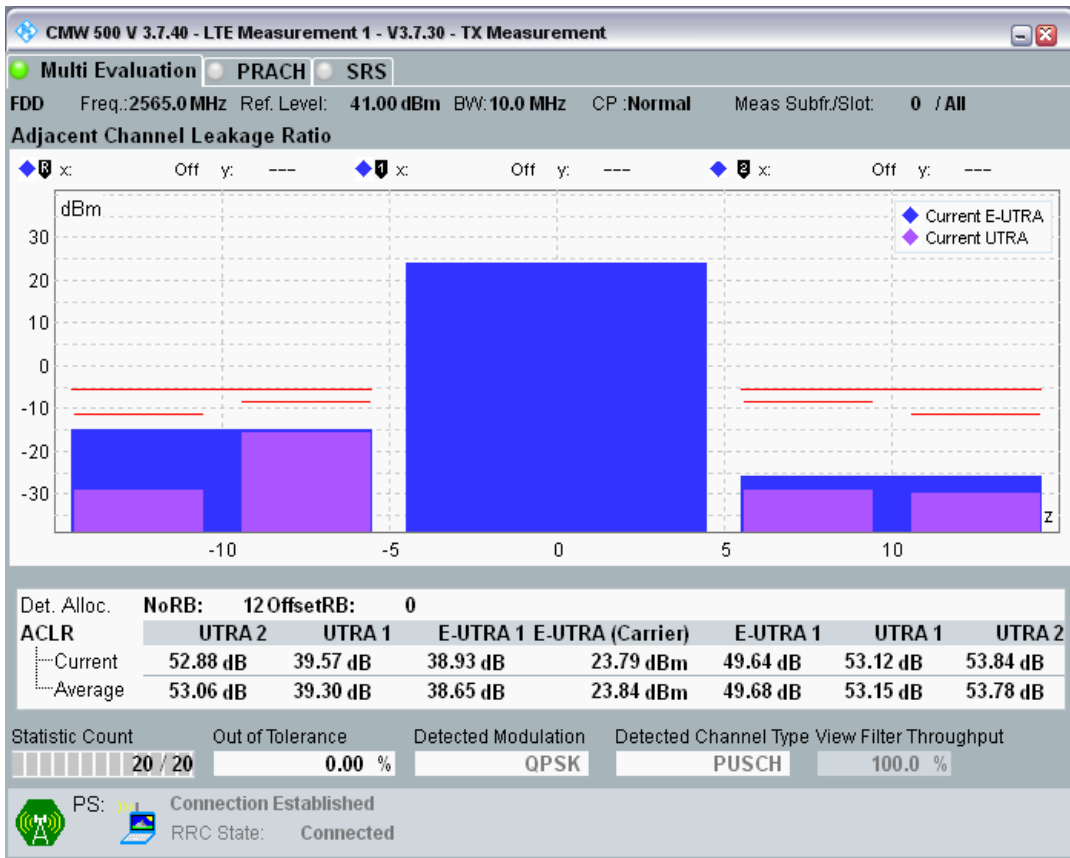 CMW 500 V 3.7.40 - LTE Measurement 1 - V3.7.30 - TX Measurement
Multi Evaluation PRACH SRS
FDD Freq.:2565.0 MHz Ref. Level: 41.00 dBm BW:10.0 MHz CP :Normal Meas Subfr./Slot: 0 / All
Adjacent Channel Leakage Ratio
R x: Off y: --- 1 x: Off y: --- 2 x: Off y: ---
dBm
Current E-UTRA
Current UTRA
30
20
10
0
-10
-20
-30
z
-10 -5 0 5 10
Det. Alloc. NoRB: 12 OffsetRB: 0
ACLR UTRA 2 UTRA 1 E-UTRA 1 E-UTRA (Carrier) E-UTRA 1 UTRA 1 UTRA 2
Current 52.88 dB 39.57 dB 38.93 dB 23.79 dBm 49.64 dB 53.12 dB 53.84 dB
Average 53.06 dB 39.30 dB 38.65 dB 23.84 dBm 49.68 dB 53.15 dB 53.78 dB
Statistic Count Out of Tolerance Detected Modulation Detected Channel Type View Filter Throughput
20 / 20 0.00 % QPSK PUSCH 100.0 %
PS: Connection Established
RRC State: Connected